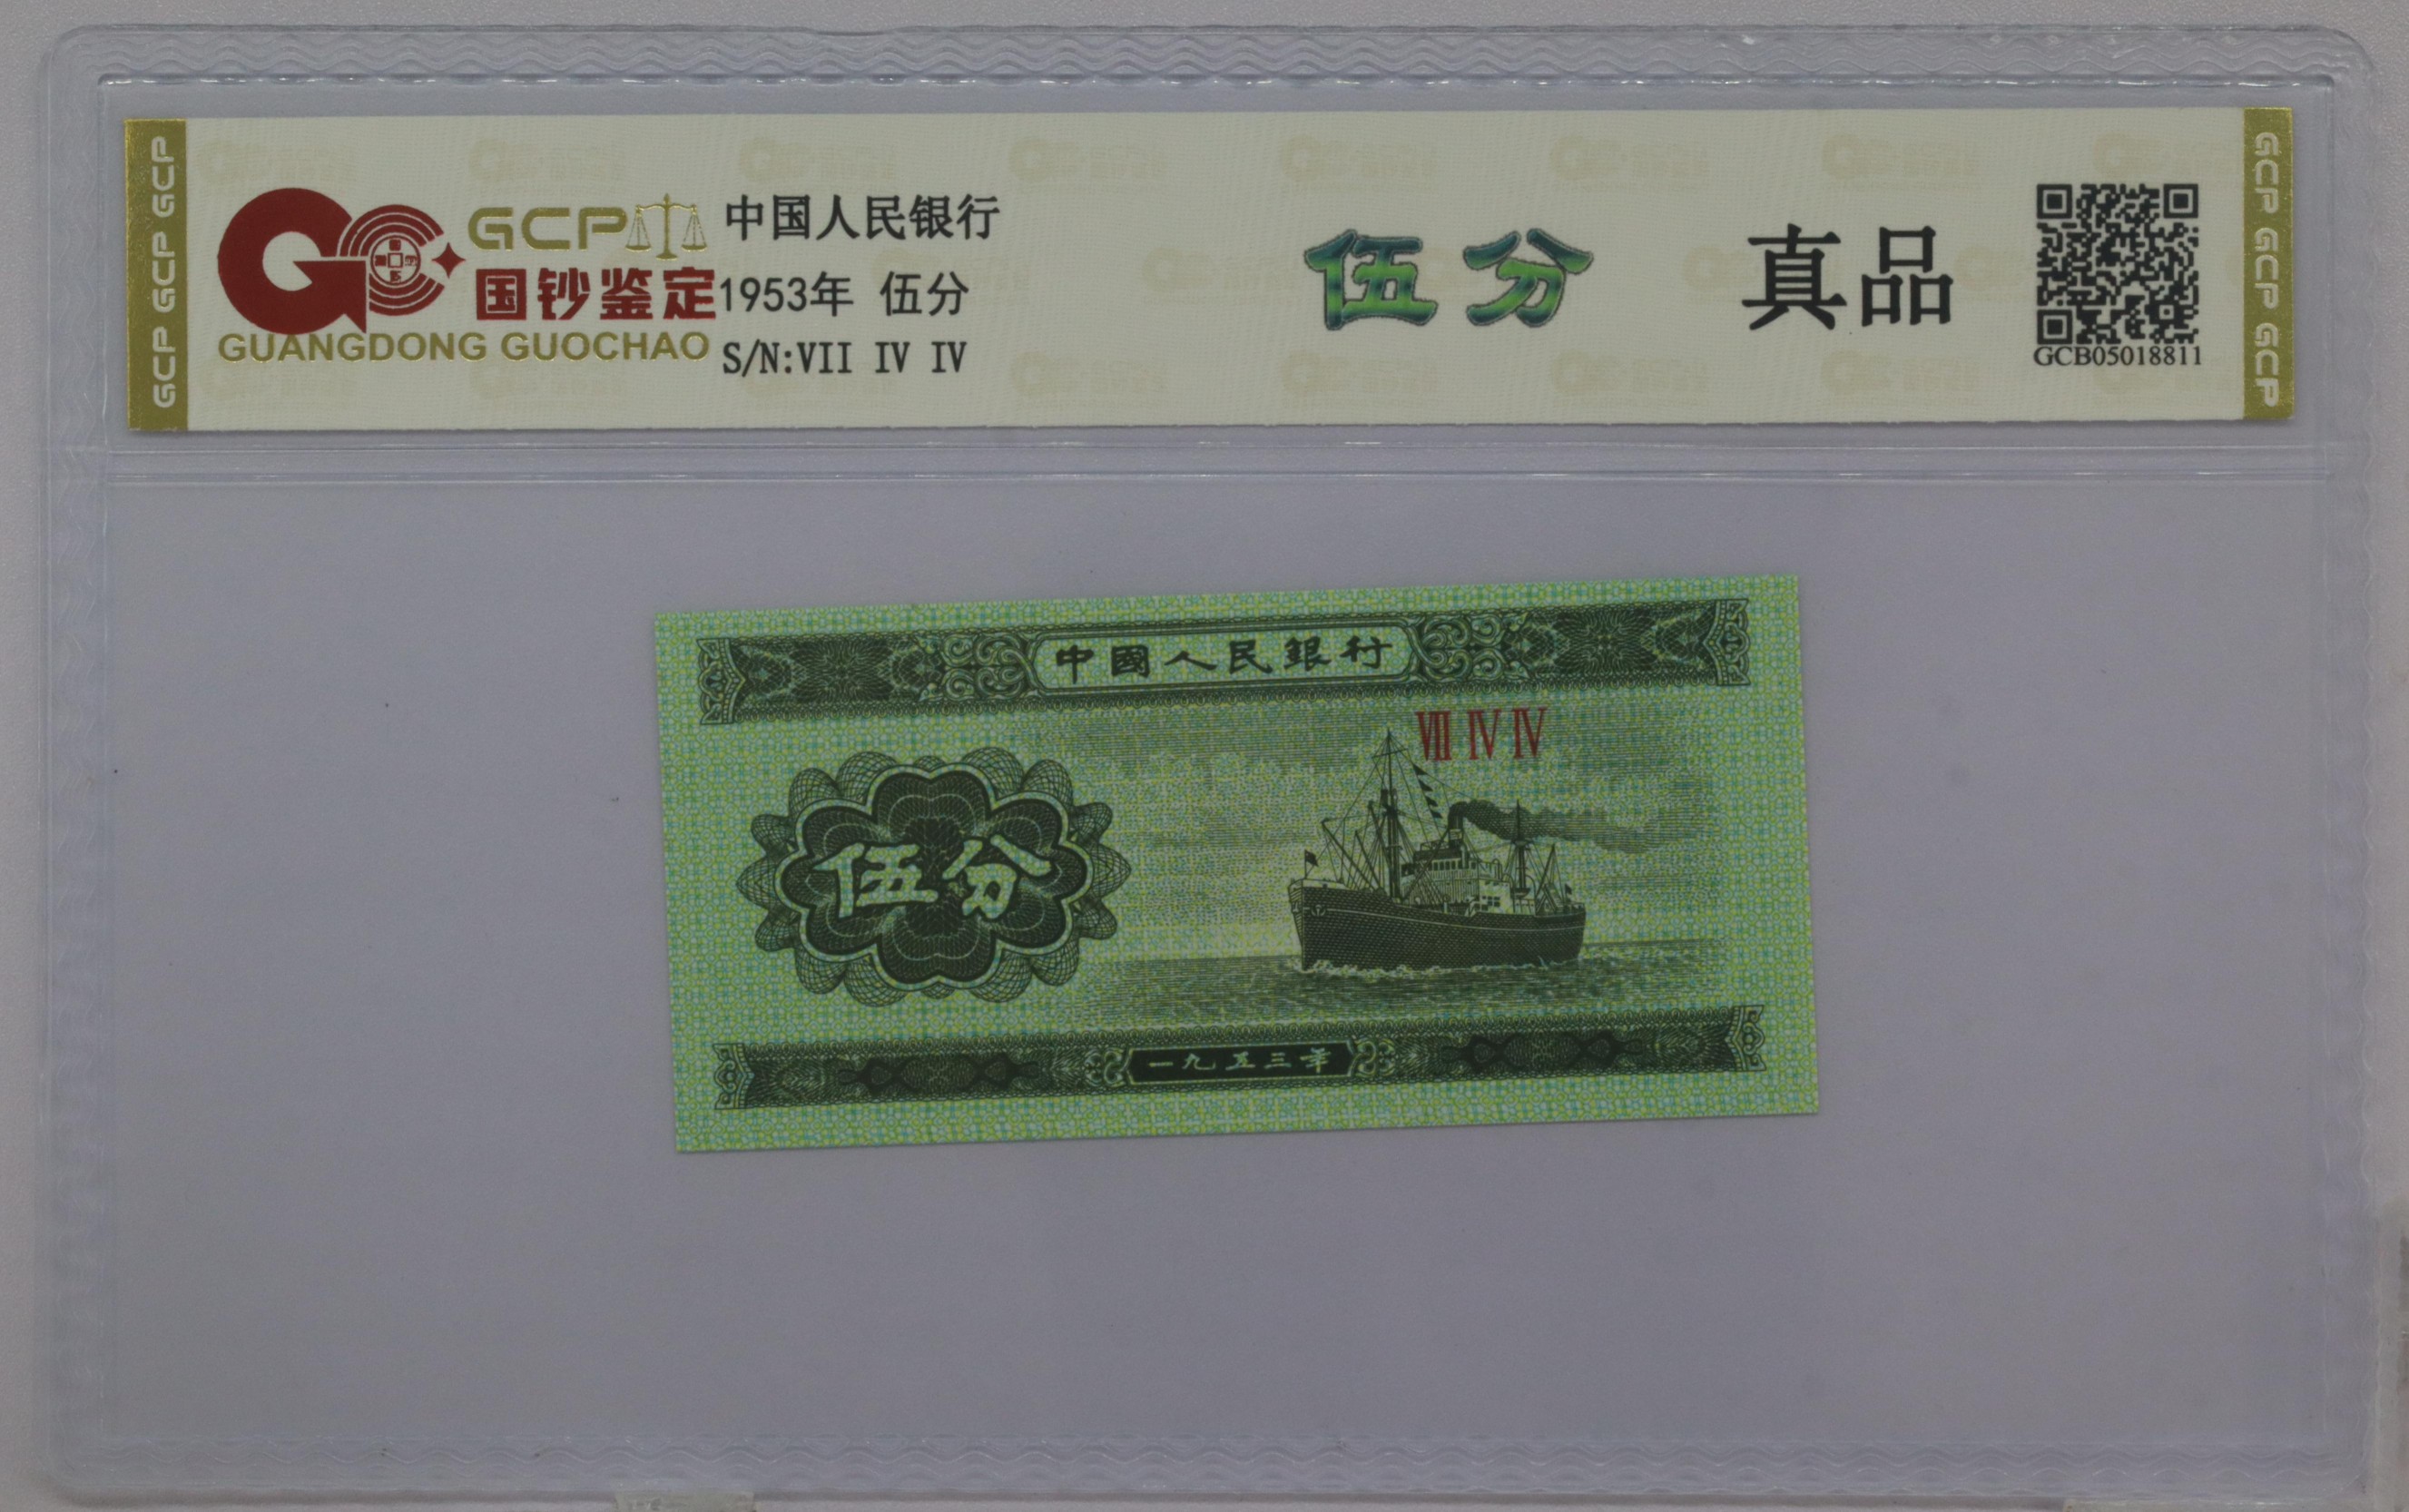 GCP GCP GCP
GCP
国钞鉴定
GUANGDONG GUOCHAO
中国人民银行
1953年 伍分
S/N:VII IV IV
伍分
真品
GCB05018811
GCP GCP GCP
中國人民銀行
VII IV IV
伍分
一九五三年